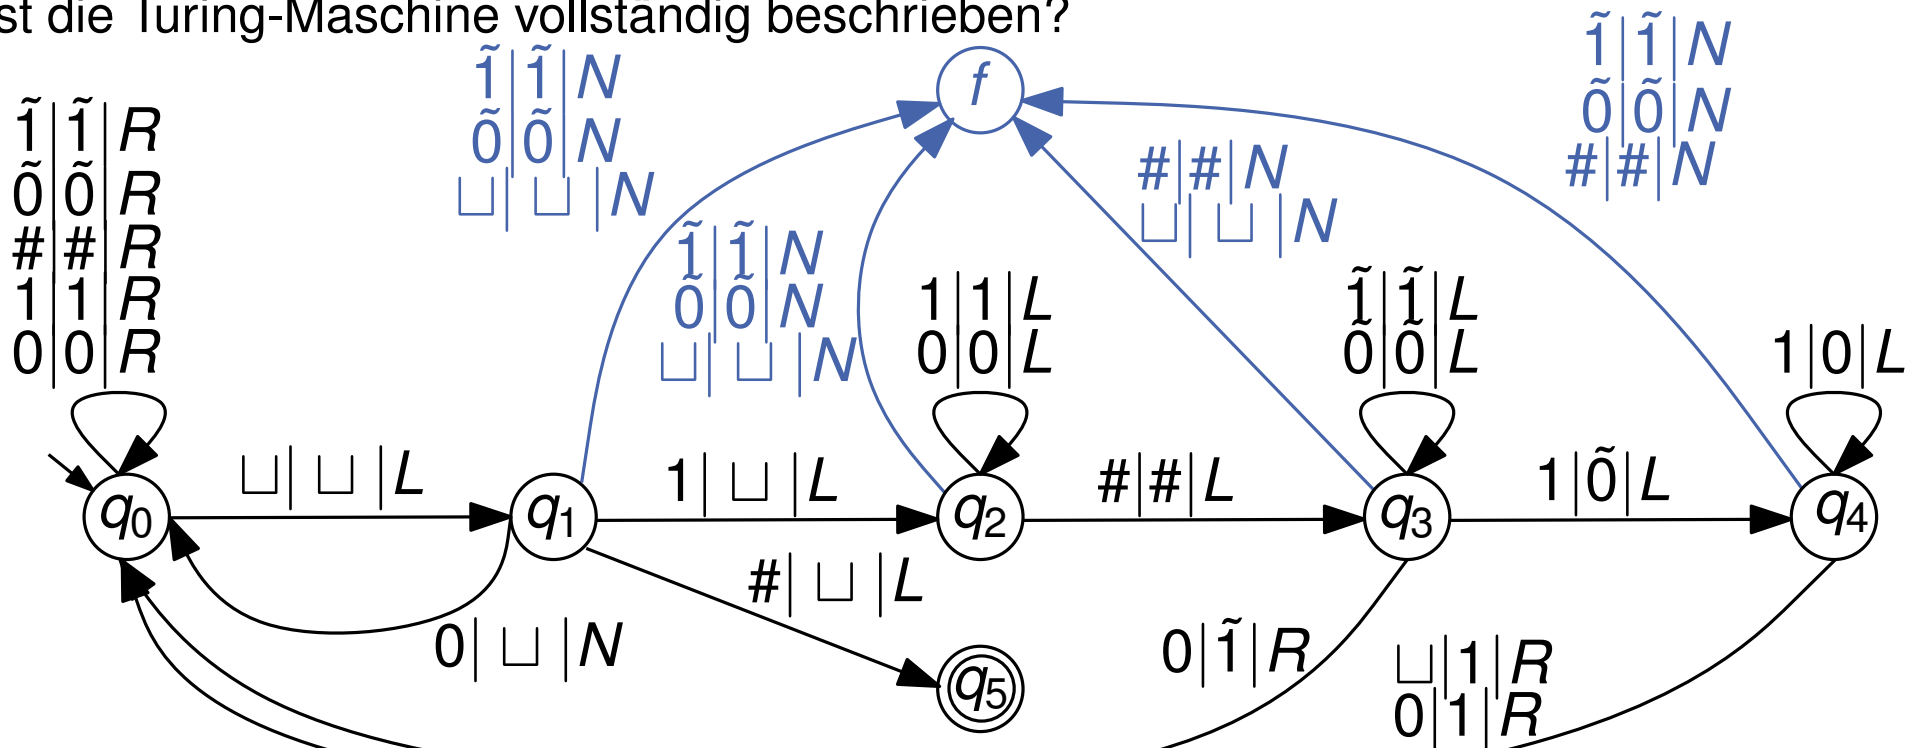 st die Turing-Maschine vollständig beschrieben?
1̃|1̃|N
0̃|0̃|N
⊔|⊔|N
f
1̃|1̃|N
0̃|0̃|N
#|#|N
1̃|1̃|R
0̃|0̃|R
#|#|R
1|1|R
0|0|R
#|#|N
⊔|⊔|N
1̃|1̃|N
0̃|0̃|N
⊔|⊔|N
1|1|L
0|0|L
1̃|1̃|L
0̃|0̃|L
1|0|L
q0
⊔|⊔|L
q1
1|⊔|L
q2
#|#|L
q3
1|0̃|L
q4
#|⊔|L
0|⊔|N
q5
0|1̃|R
⊔|1|R
0|1|R